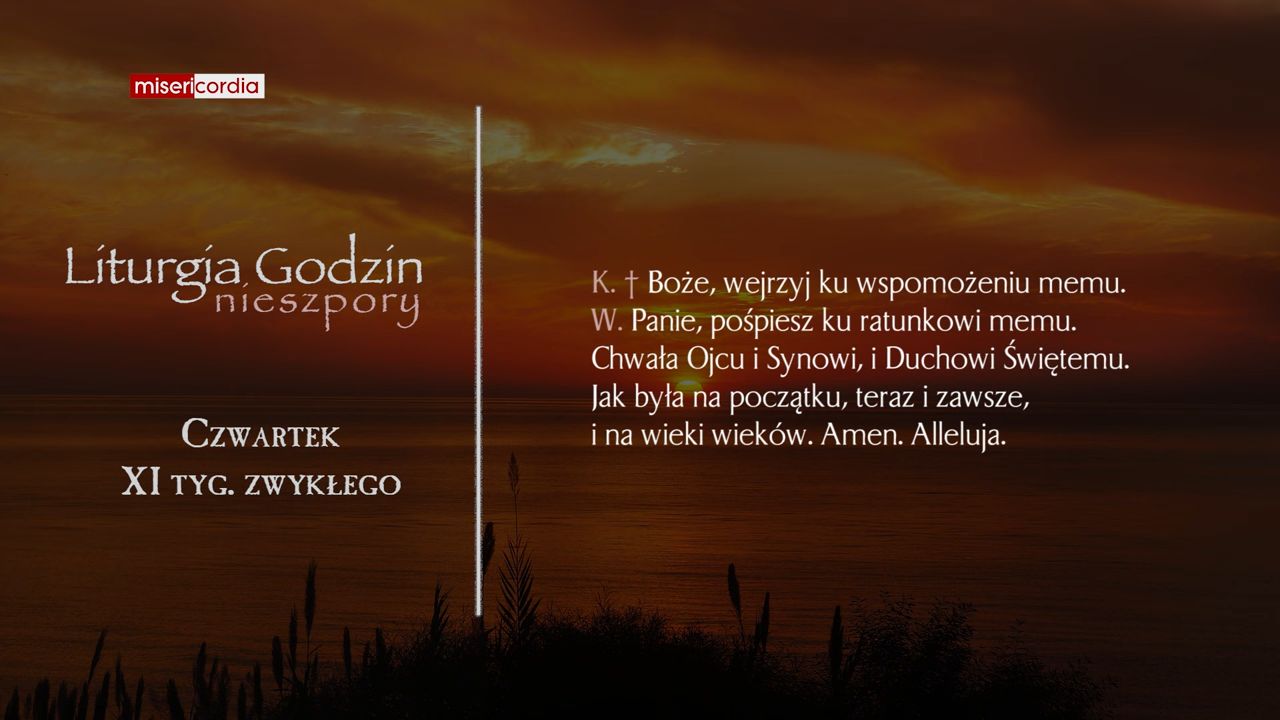 misericordia
Liturgia Godzin
nieszpory
Czwartek
XI tyg. zwykłego
K. † Boże, wejrzyj ku wspomożeniu memu.
W. Panie, pośpiesz ku ratunkowi memu.
Chwała Ojcu i Synowi, i Duchowi Świętemu.
Jak była na początku, teraz i zawsze,
i na wieki wieków. Amen. Alleluja.